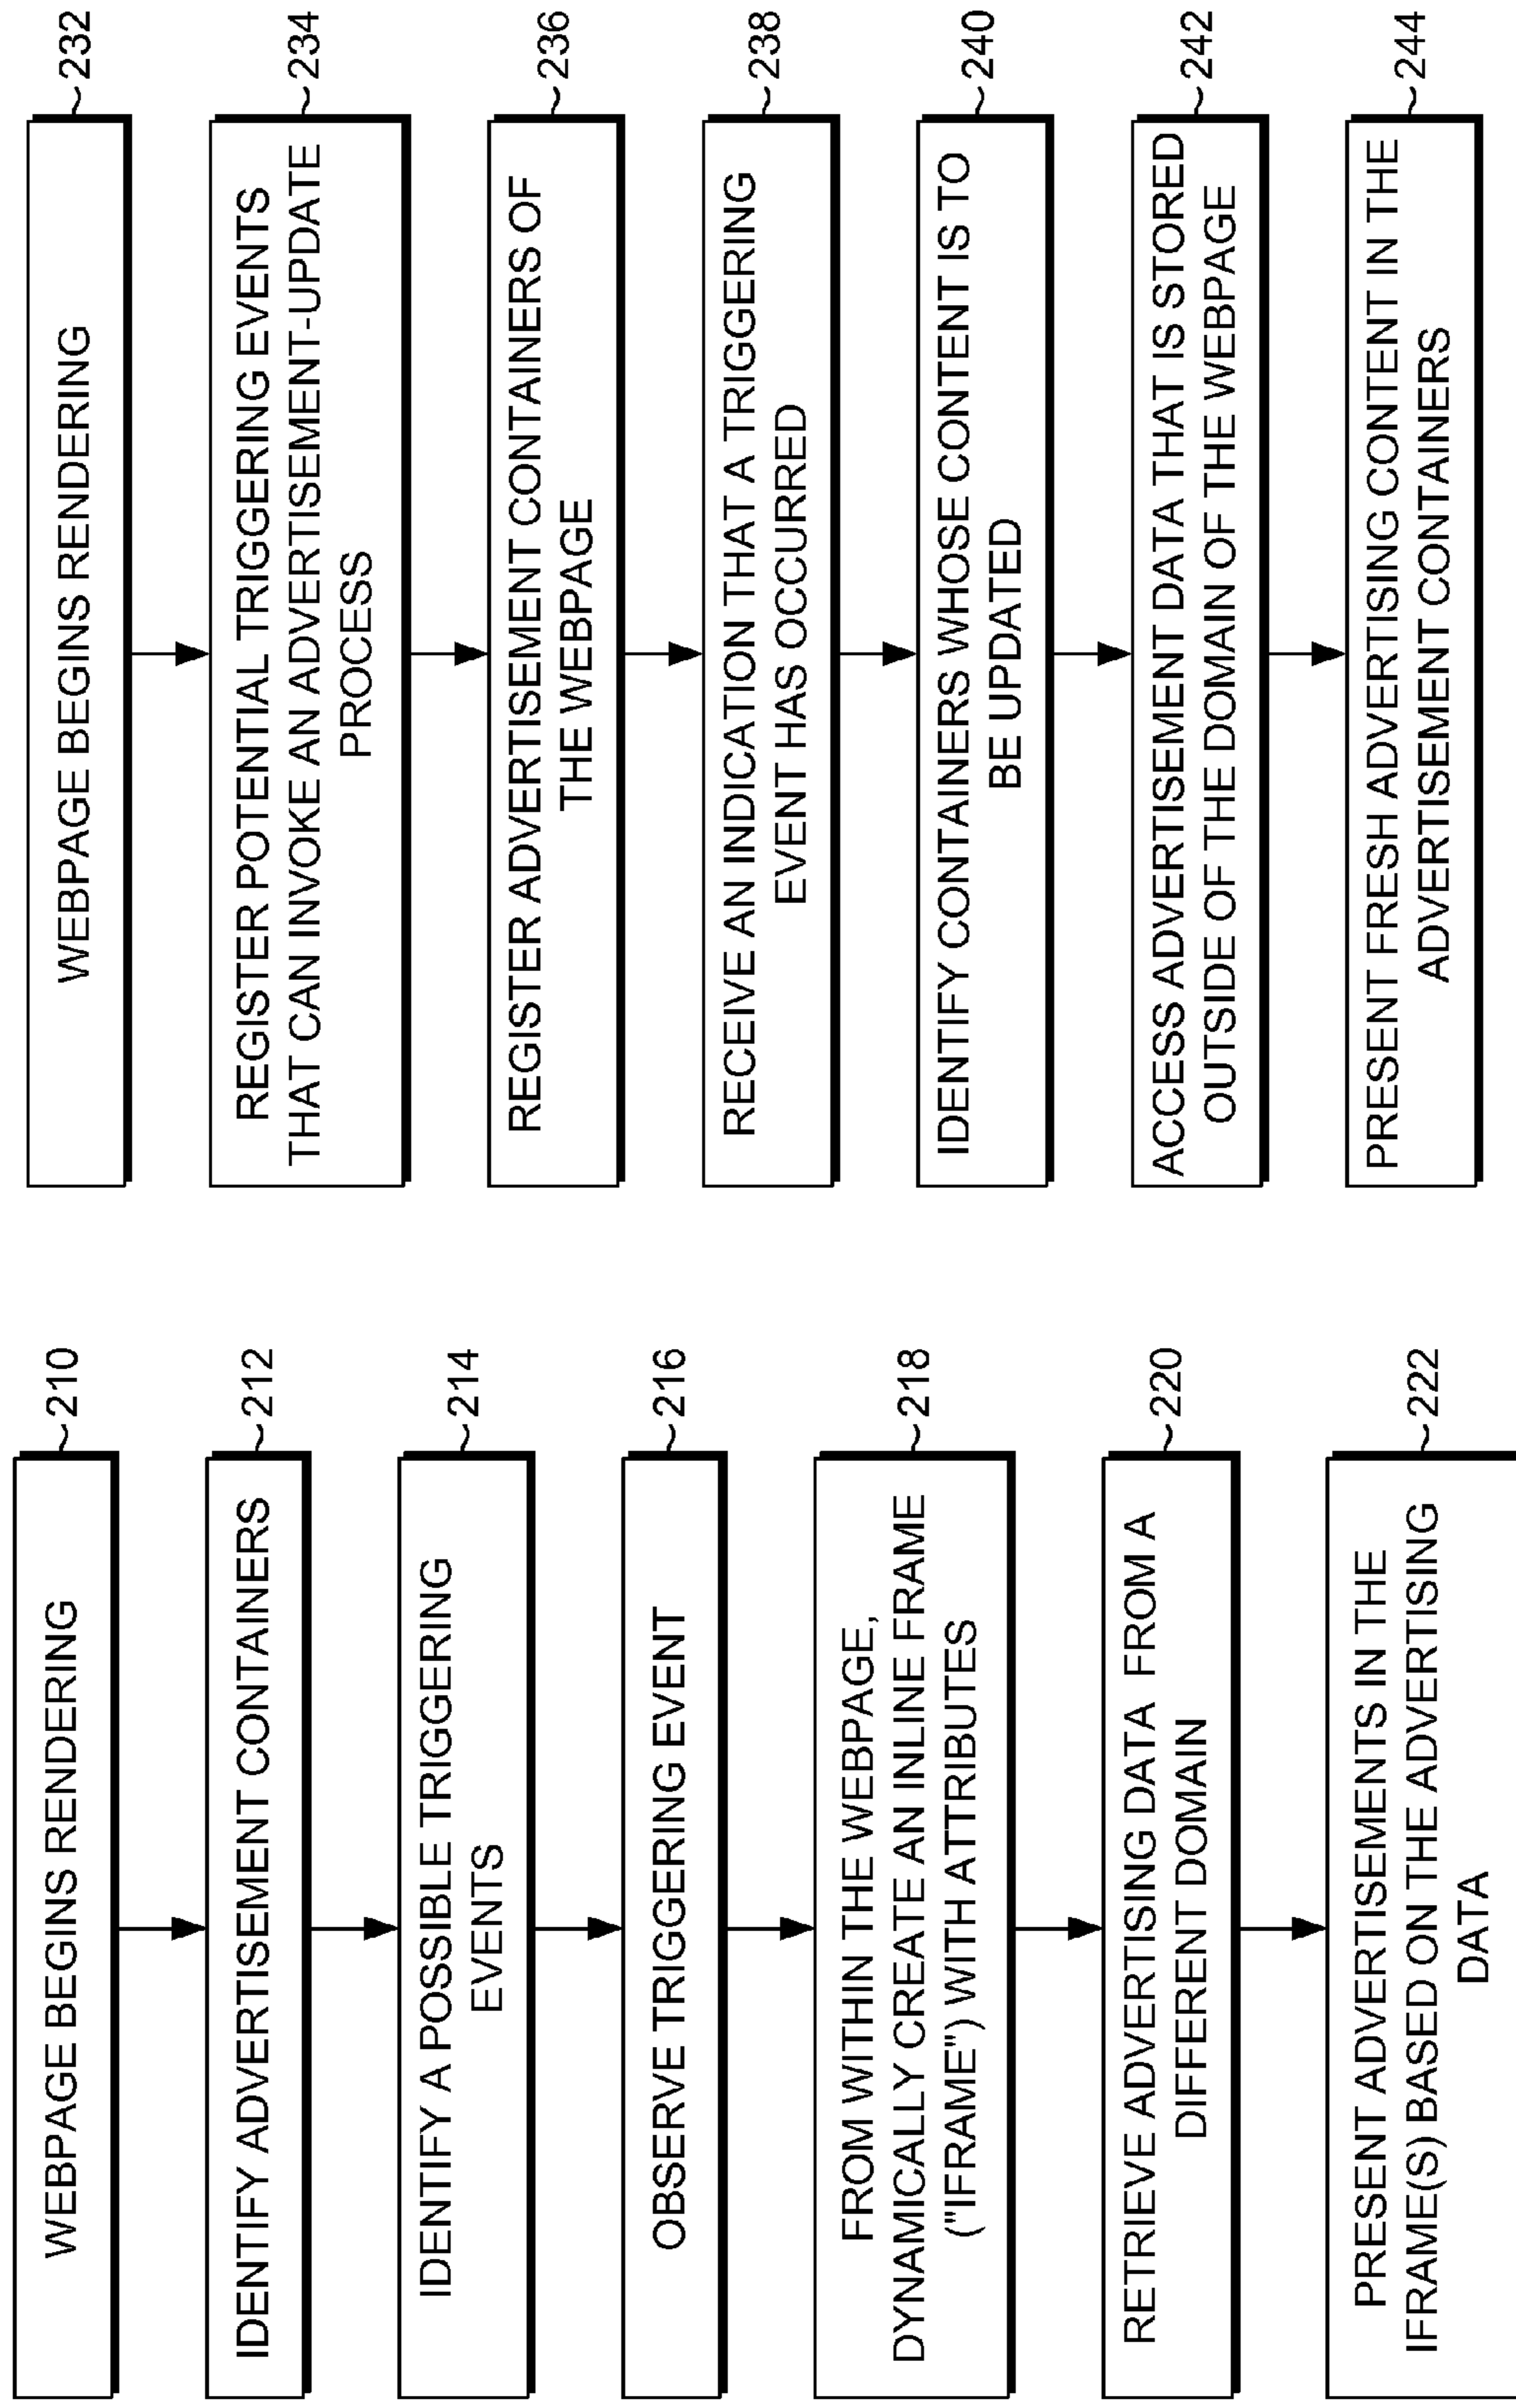 WEBPAGE BEGINS RENDERING
~210
IDENTIFY ADVERTISEMENT CONTAINERS
~212
IDENTIFY A POSSIBLE TRIGGERING
EVENTS
~214
OBSERVE TRIGGERING EVENT
~216
FROM WITHIN THE WEBPAGE,
DYNAMICALLY CREATE AN INLINE FRAME
("IFRAME") WITH ATTRIBUTES
~218
RETRIEVE ADVERTISING DATA FROM A
DIFFERENT DOMAIN
~220
PRESENT ADVERTISEMENTS IN THE
IFRAME(S) BASED ON THE ADVERTISING
DATA
~222
WEBPAGE BEGINS RENDERING
~232
REGISTER POTENTIAL TRIGGERING EVENTS
THAT CAN INVOKE AN ADVERTISEMENT-UPDATE
PROCESS
~234
REGISTER ADVERTISEMENT CONTAINERS OF
THE WEBPAGE
~236
RECEIVE AN INDICATION THAT A TRIGGERING
EVENT HAS OCCURRED
~238
IDENTIFY CONTAINERS WHOSE CONTENT IS TO
BE UPDATED
~240
ACCESS ADVERTISEMENT DATA THAT IS STORED
OUTSIDE OF THE DOMAIN OF THE WEBPAGE
~242
PRESENT FRESH ADVERTISING CONTENT IN THE
ADVERTISEMENT CONTAINERS
~244